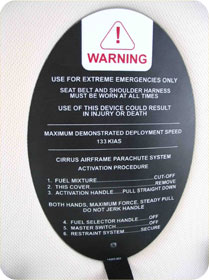 WARNING
USE FOR EXTREME EMERGENCIES ONLY
SEAT BELT AND SHOULDER HARNESS
MUST BE WORN AT ALL TIMES
USE OF THIS DEVICE COULD RESULT
IN INJURY OR DEATH
MAXIMUM DEMONSTRATED DEPLOYMENT SPEED
133 KIAS
CIRRUS AIRFRAME PARACHUTE SYSTEM
ACTIVATION PROCEDURE
1. FUEL MIXTURE...................CUT-OFF
2. THIS COVER......................REMOVE
3. ACTIVATION HANDLE....PULL STRAIGHT DOWN
BOTH HANDS, MAXIMUM FORCE, STEADY PULL
DO NOT JERK HANDLE
4. FUEL SELECTOR HANDLE......OFF
5. MASTER SWITCH.................OFF
6. RESTRAINT SYSTEM..........SECURE